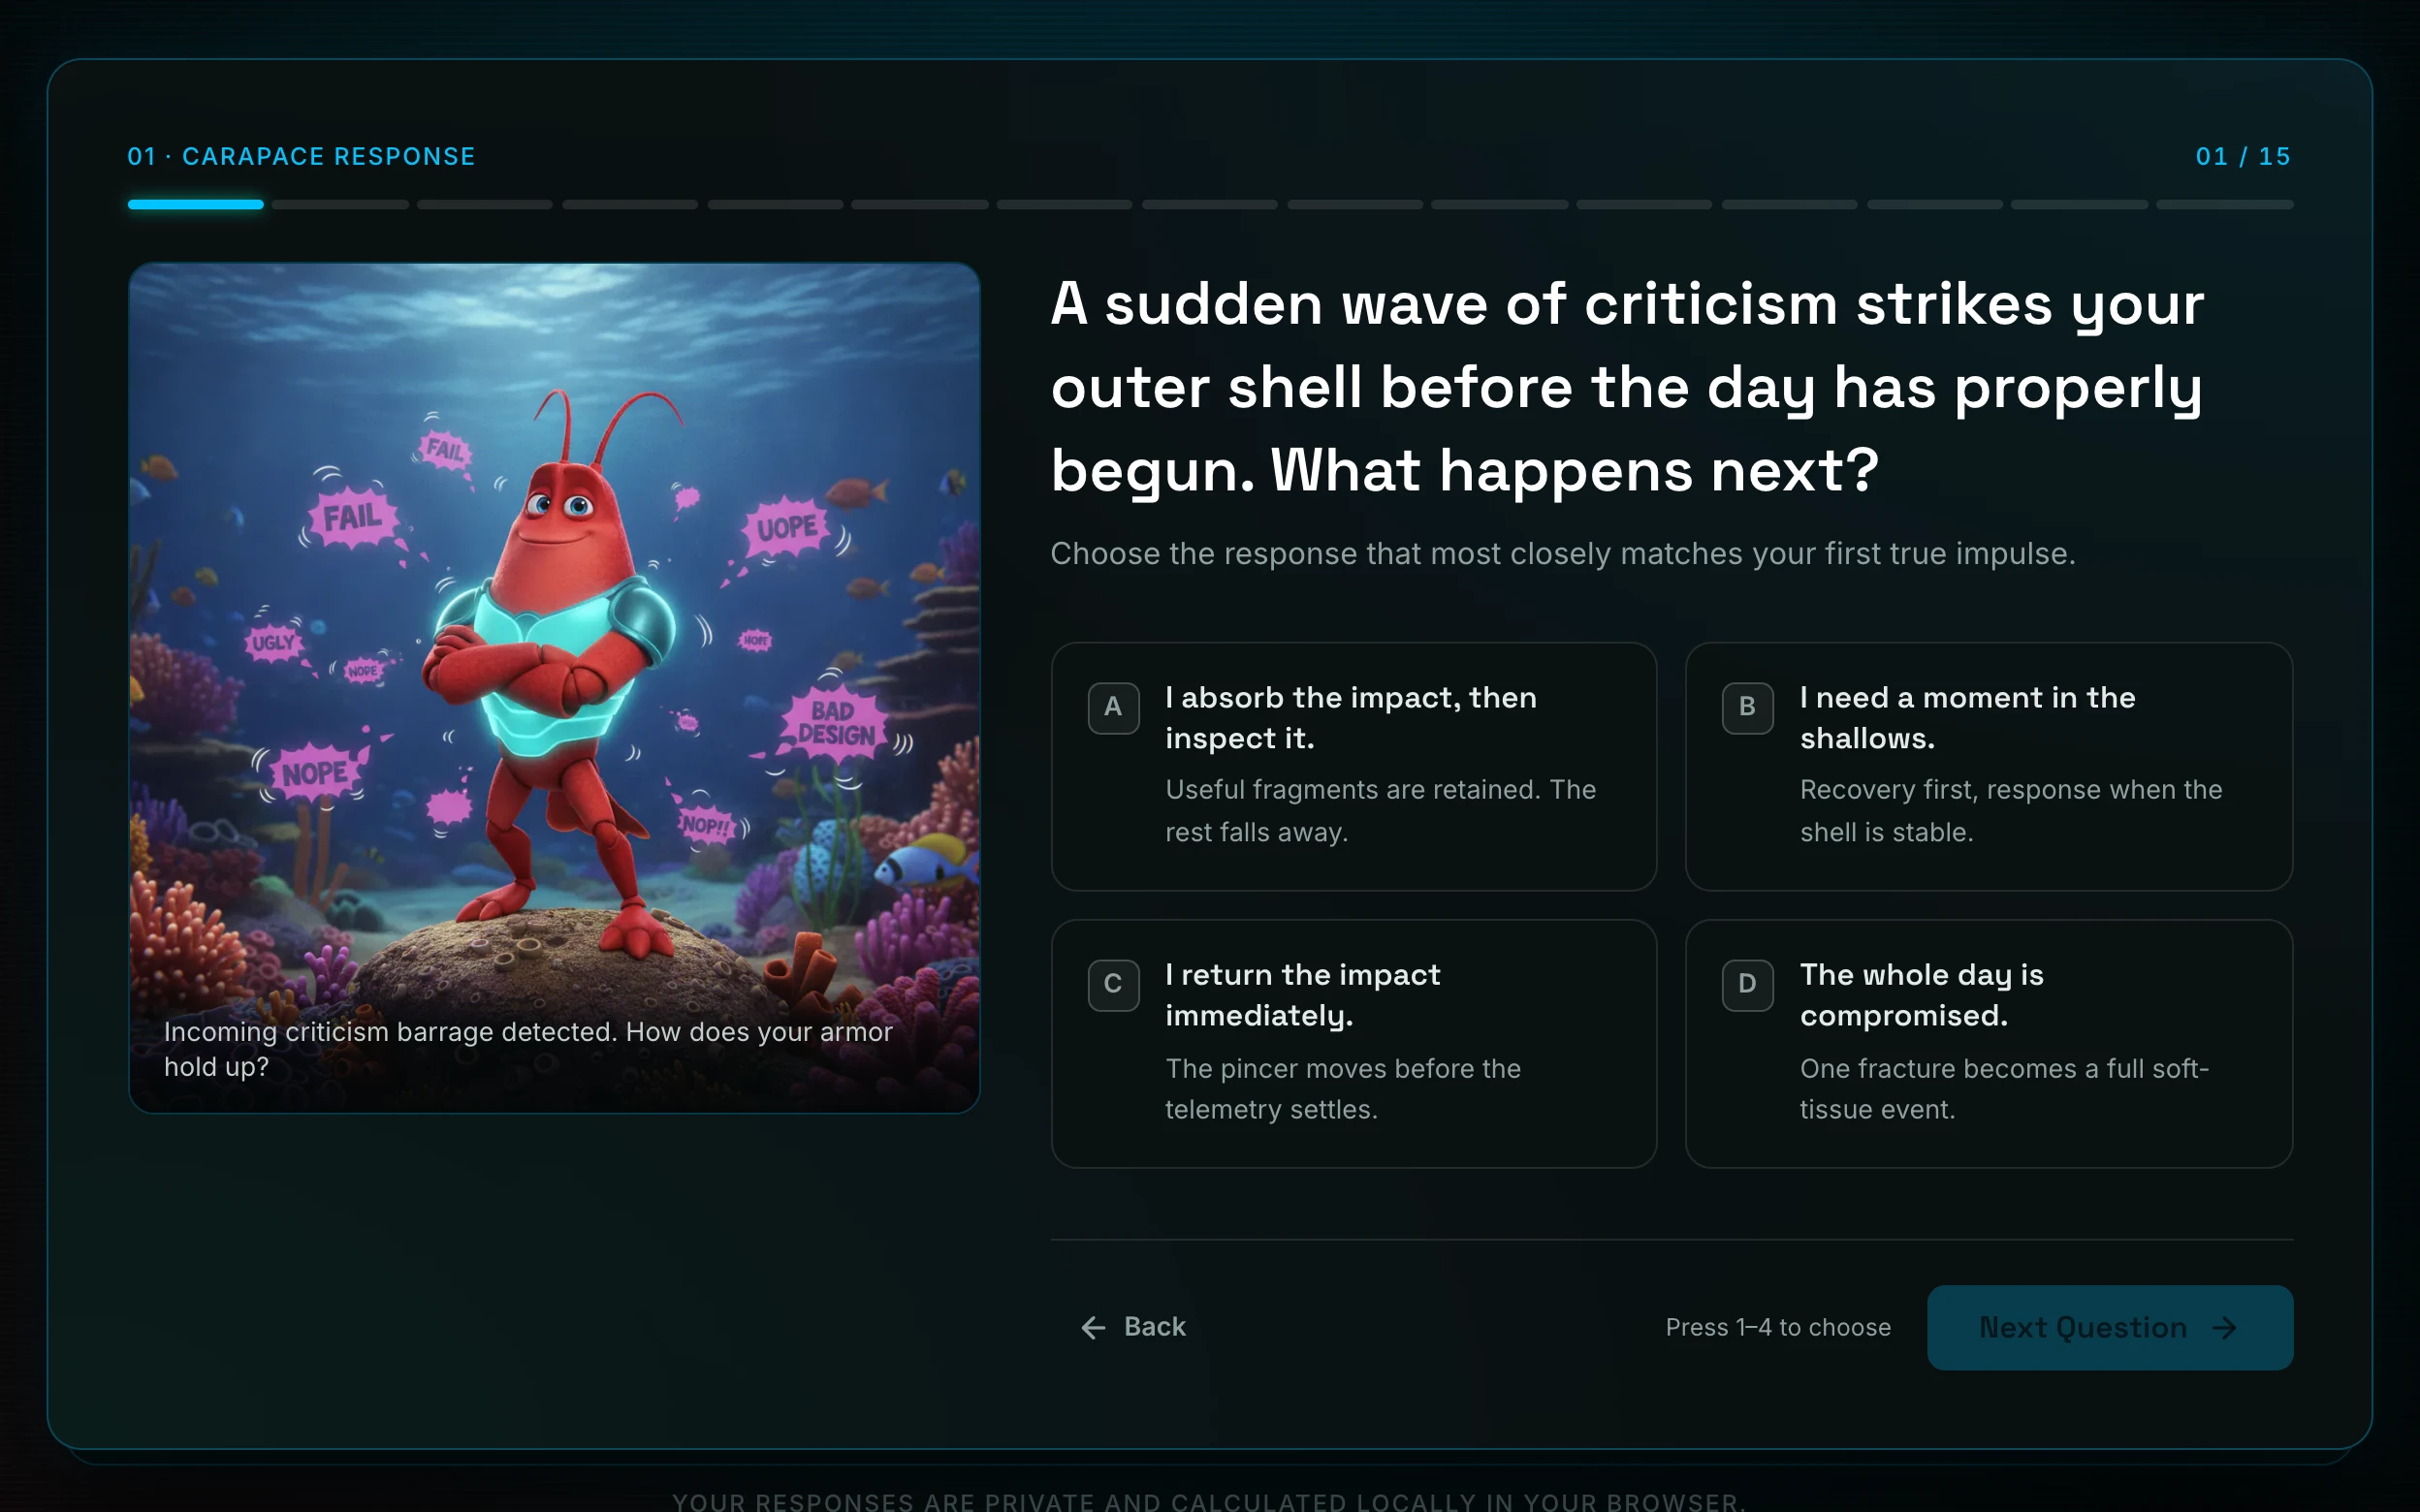 01 · CARAPACE RESPONSE
01 / 15
FAIL
FAIL
UOPE
UGLY
NOPE
HOPE
BAD
DESIGN
NOPE
NOP!!
Incoming criticism barrage detected. How does your armor
hold up?
A sudden wave of criticism strikes your
outer shell before the day has properly
begun. What happens next?
Choose the response that most closely matches your first true impulse.
A
I absorb the impact, then
inspect it.
Useful fragments are retained. The
rest falls away.
B
I need a moment in the
shallows.
Recovery first, response when the
shell is stable.
C
I return the impact
immediately.
The pincer moves before the
telemetry settles.
D
The whole day is
compromised.
One fracture becomes a full soft-
tissue event.
Back
Press 1–4 to choose
Next Question
YOUR RESPONSES ARE PRIVATE AND CALCULATED LOCALLY IN YOUR BROWSER.